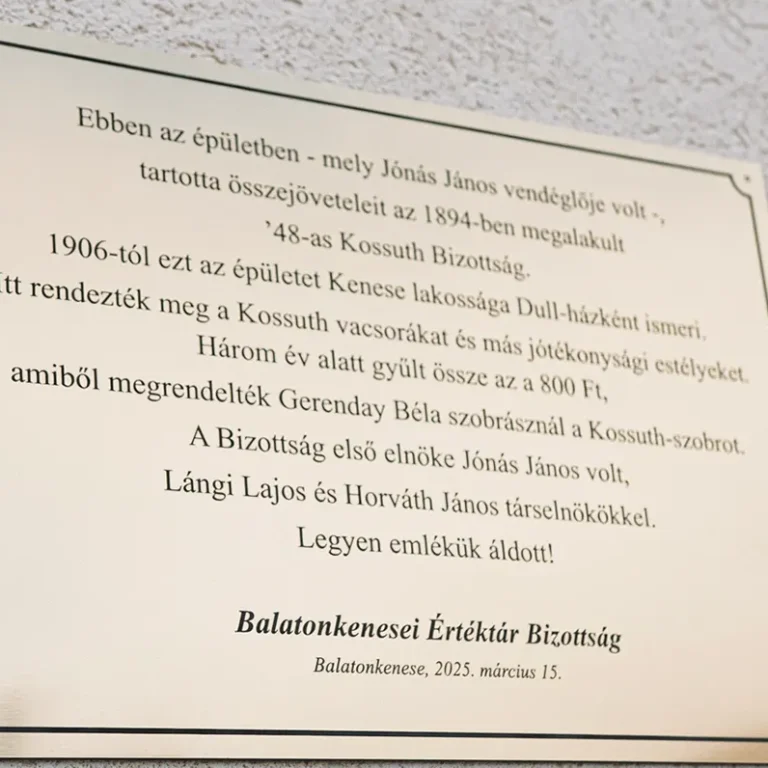 Ebben az épületben - mely Jónás János vendéglője volt -,
tartotta összejöveteleit az 1894-ben megalakult
’48-as Kossuth Bizottság.
1906-tól ezt az épületet Kenese lakossága Dull-házként ismeri.
Itt rendezték meg a Kossuth vacsorákat és más jótékonysági estélyeket.
Három év alatt gyűlt össze az a 800 Ft,
amiből megrendelték Gerenday Béla szobrásznál a Kossuth-szobrot.
A Bizottság első elnöke Jónás János volt,
Lángi Lajos és Horváth János társelnökökkel.
Legyen emlékük áldott!
Balatonkenesei Értéktár Bizottság
Balatonkenese, 2025. március 15.